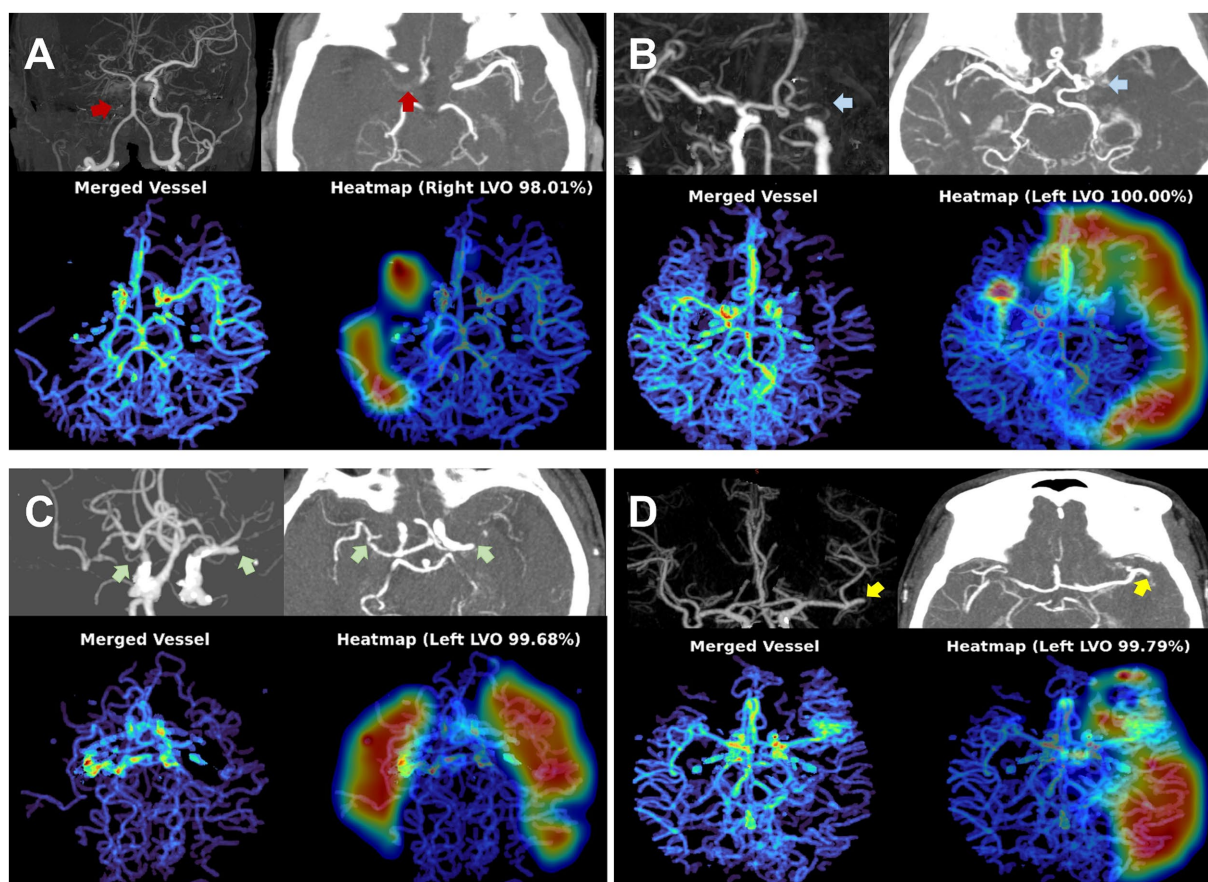 A
Merged Vessel
Heatmap (Right LVO 98.01%)
B
Merged Vessel
Heatmap (Left LVO 100.00%)
C
Merged Vessel
Heatmap (Left LVO 99.68%)
D
Merged Vessel
Heatmap (Left LVO 99.79%)